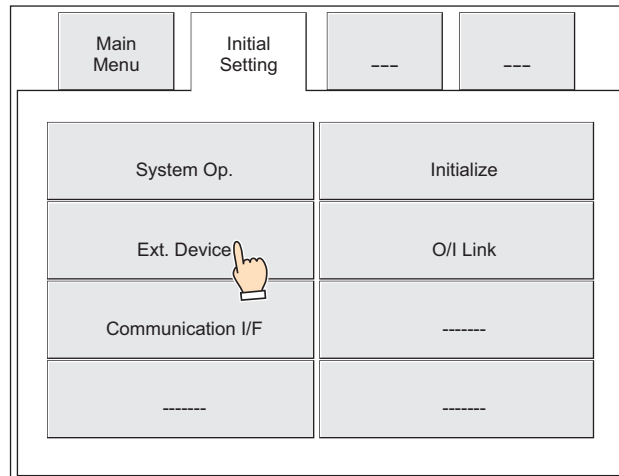 Main
Menu
Initial
Setting
---
---
System Op.
Initialize
Ext. Device
O/I Link
Communication I/F
-------
-------
-------